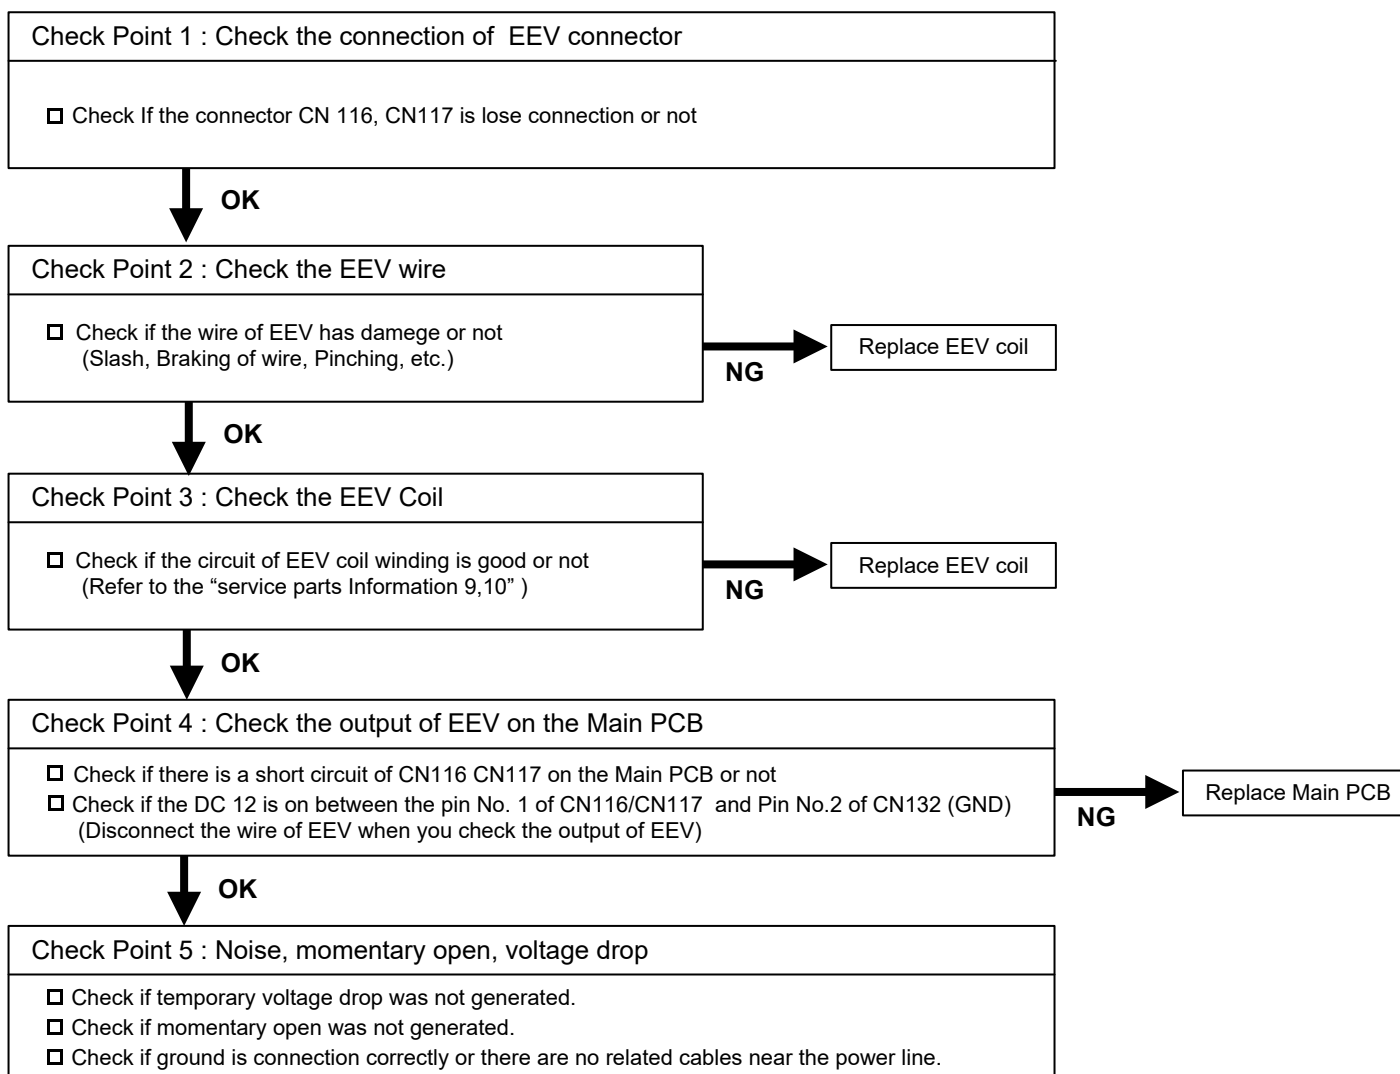 Check Point 1 : Check the connection of EEV connector
Check If the connector CN 116, CN117 is lose connection or not
OK
Check Point 2 : Check the EEV wire
Check if the wire of EEV has damege or not
(Slash, Braking of wire, Pinching, etc.)
NG
Replace EEV coil
OK
Check Point 3 : Check the EEV Coil
Check if the circuit of EEV coil winding is good or not
(Refer to the “service parts Information 9,10” )
NG
Replace EEV coil
OK
Check Point 4 : Check the output of EEV on the Main PCB
Check if there is a short circuit of CN116 CN117 on the Main PCB or not
Check if the DC 12 is on between the pin No. 1 of CN116/CN117 and Pin No.2 of CN132 (GND)
(Disconnect the wire of EEV when you check the output of EEV)
NG
Replace Main PCB
OK
Check Point 5 : Noise, momentary open, voltage drop
Check if temporary voltage drop was not generated.
Check if momentary open was not generated.
Check if ground is connection correctly or there are no related cables near the power line.